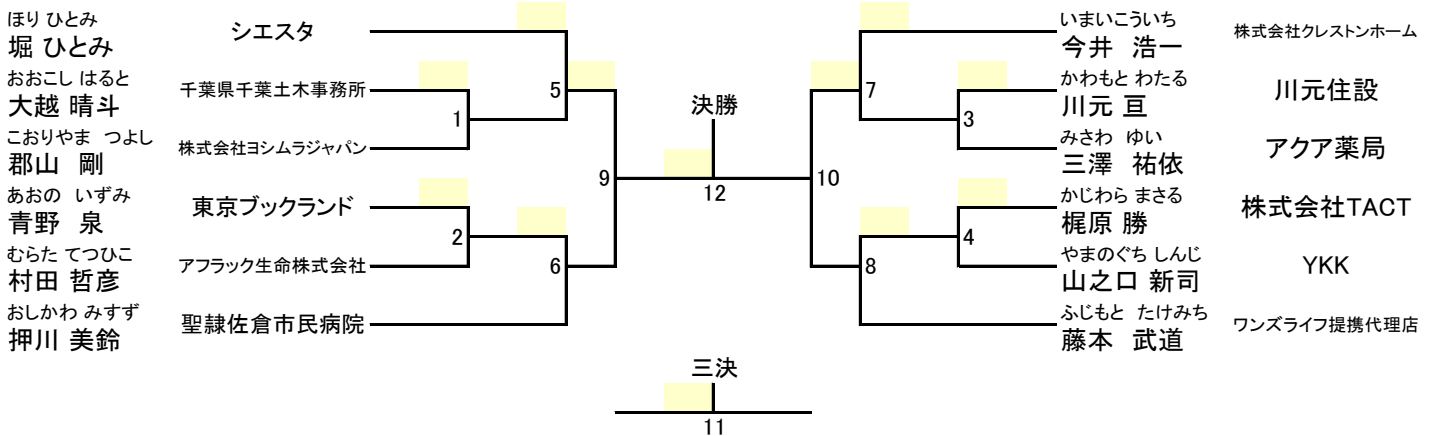 ほり ひとみ
堀 ひとみ
シエスタ
おおこし はると
大越 晴斗
千葉県千葉土木事務所
こおりやま つよし
郡山 剛
株式会社ヨシムラジャパン
あおの いずみ
青野 泉
東京ブックランド
むらた てつひこ
村田 哲彦
アフラック生命株式会社
おしかわ みすず
押川 美鈴
聖隷佐倉市民病院
1
2
5
6
9
決勝
12
三決
11
10
7
8
3
4
いまいこういち
今井 浩一
株式会社クレストンホーム
かわもと わたる
川元 亘
川元住設
みさわ ゆい
三澤 祐依
アクア薬局
かじわら まさる
梶原 勝
株式会社TACT
やまのぐち しんじ
山之口 新司
YKK
ふじもと たけみち
藤本 武道
ワンズライフ提携代理店